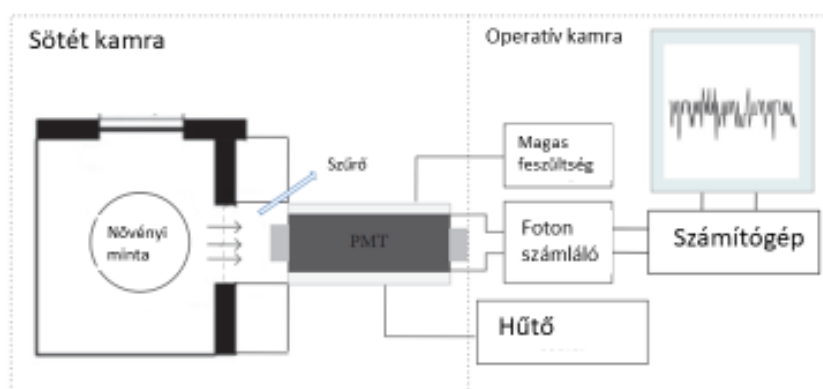 Sötét kamra
Operatív kamra
Szűrő
Magas
feszültség
Növényi
minta
PMT
Foton
számláló
Számítógép
Hűtő